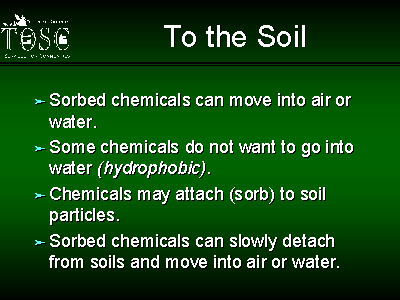 To the Soil
TOSC
Sorbed chemicals can move into air or
water.
Some chemicals do not want to go into
water (hydrophobic).
Chemicals may attach (sorb) to soil
particles.
Sorbed chemicals can slowly detach
from soils and move into air or water.